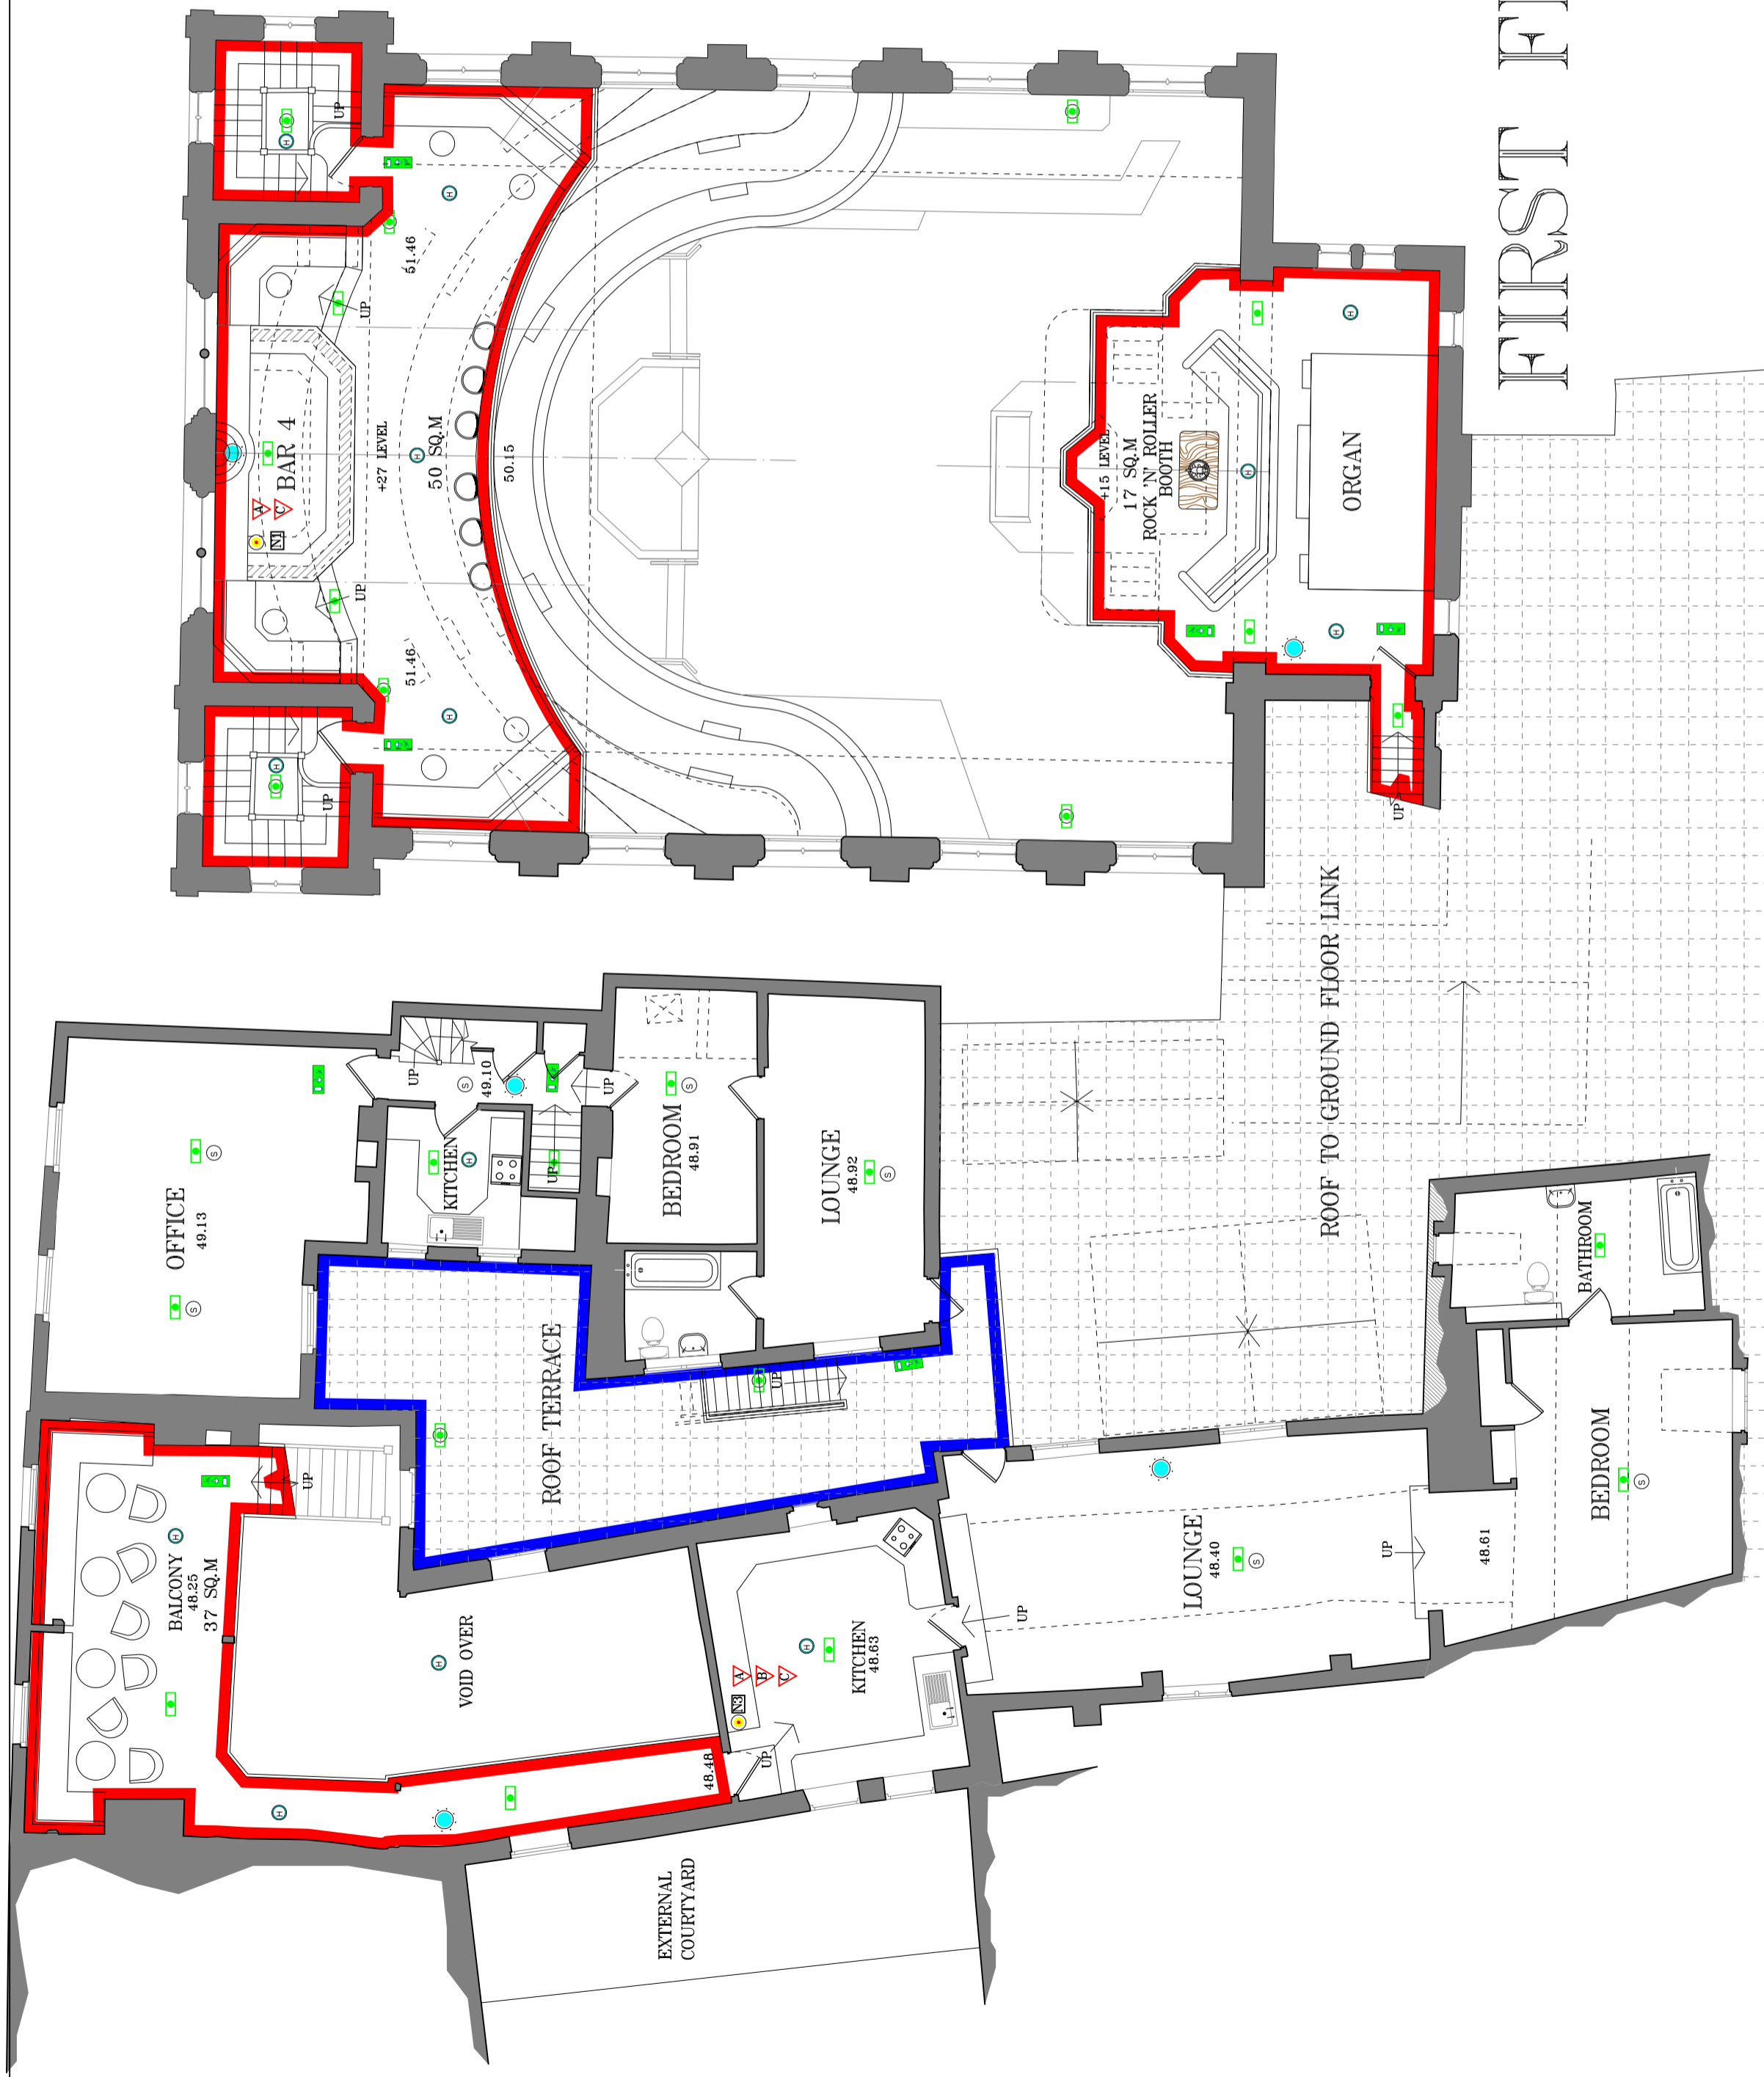 FIRST FL
UP
BAR 4
A
C
N1
H
+27 LEVEL
50 SQ.M
50.15
51.46
51.46
UP
UP
UP
H
H
H
H
+15 LEVEL
17 SQ.M
ROCK 'N' ROLLER
BOOTH
ORGAN
H
H
H
UP
ROOF TO GROUND FLOOR LINK
OFFICE
49.13
S
S
UP
S
49.10
UP
KITCHEN
H
UP
BEDROOM
48.91
S
LOUNGE
48.92
S
ROOF TERRACE
UP
BATHROOM
BEDROOM
S
LOUNGE
48.40
S
UP
48.61
UP
KITCHEN
48.63
H
A
B
C
N3
UP
48.48
BALCONY
48.25
37 SQ.M
H
UP
VOID OVER
H
H
EXTERNAL
COURTYARD